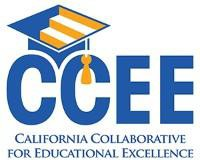 CCEE
CALIFORNIA COLLABORATIVE
FOR EDUCATIONAL EXCELLENCE